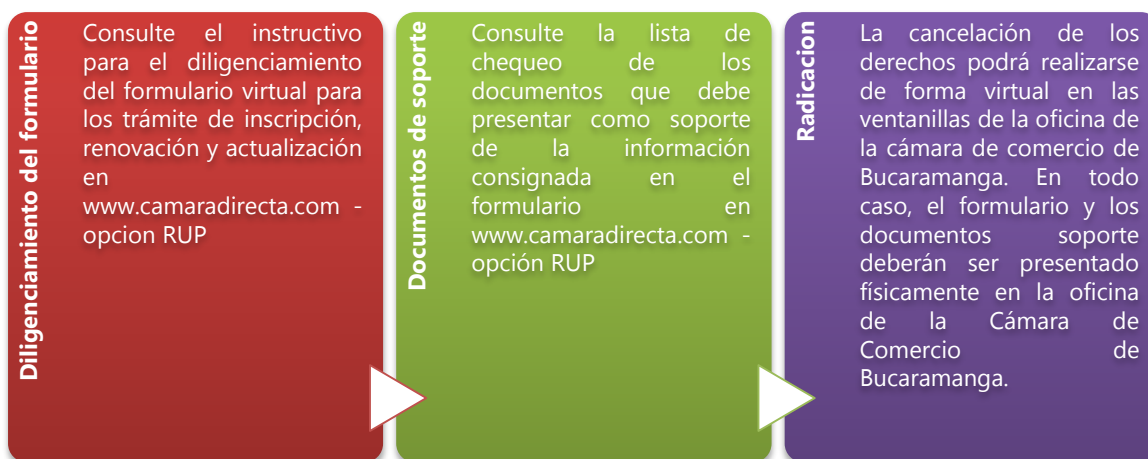 Diligenciamiento del formulario
Consulte el instructivo
para el diligenciamiento
del formulario virtual para
los trámite de inscripción,
renovación y actualización
en
www.camaradirecta.com -
opcion RUP
Documentos de soporte
Consulte la lista de
chequeo de los
documentos que debe
presentar como soporte
de la información
consignada en el
formulario en
www.camaradirecta.com -
opción RUP
Radicacion
La cancelación de los
derechos podrá realizarse
de forma virtual en las
ventanillas de la oficina de
la cámara de comercio de
Bucaramanga. En todo
caso, el formulario y los
documentos soporte
deberán ser presentado
físicamente en la oficina
de la Cámara de
Comercio de
Bucaramanga.